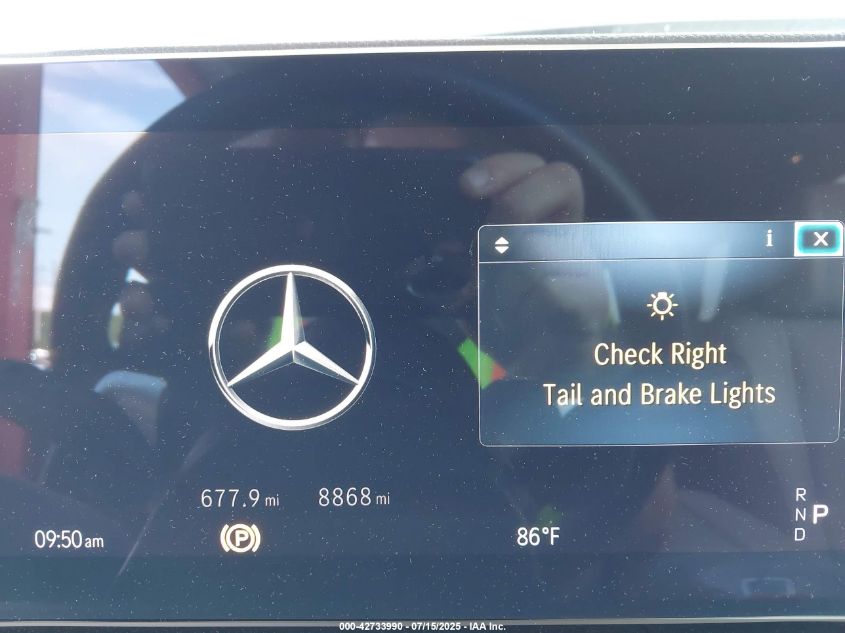 i X
Check Right
Tail and Brake Lights
677.9 mi 8868 mi
R
N P
D
09:50 am (P) 86°F
000-42733990 - 07/15/2025 - IAA Inc.